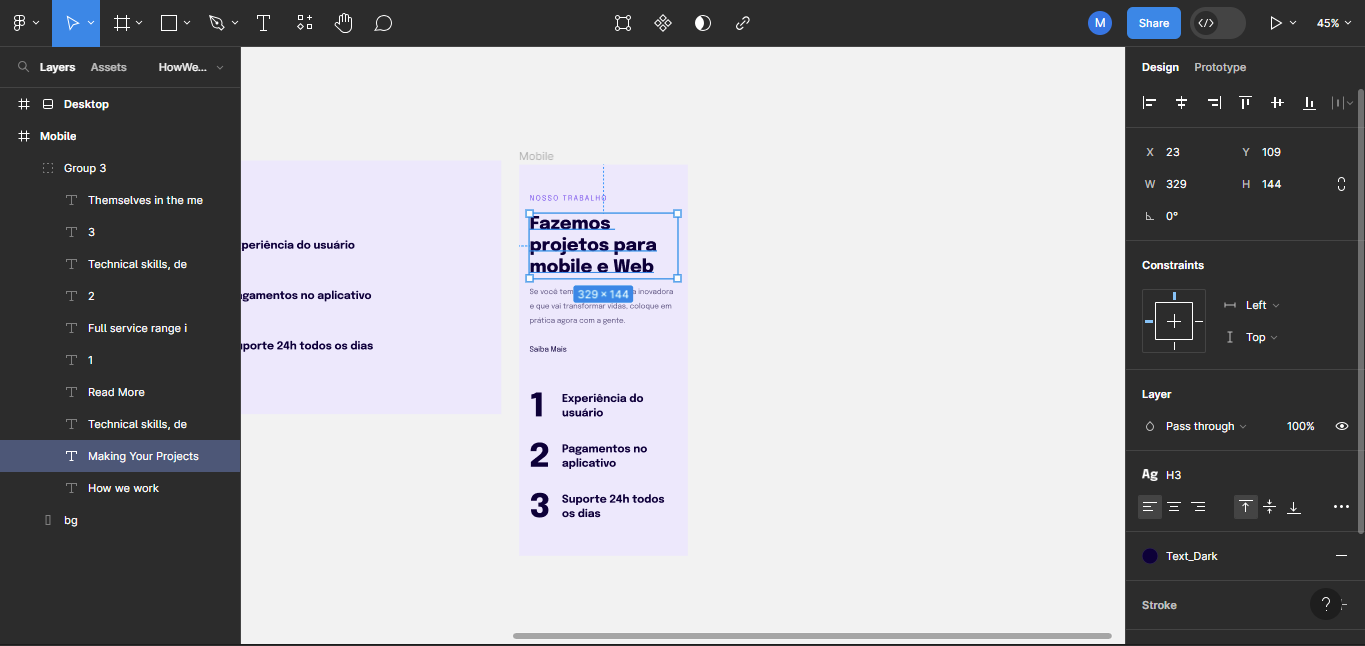 M
Share
45%
Layers
Assets
HowWe...
Desktop
Mobile
Group 3
Themselves in the me
3
Technical skills, de
2
Full service range i
1
Read More
Technical skills, de
Making Your Projects
How we work
bg
periência do usuário
agamentos no aplicativo
uporte 24h todos os dias
Mobile
NOSSO TRABALHO
Fazemos
projetos para
mobile e Web
329 × 144
Se você tem a inovadora
e que vai transformar vidas, coloque em
prática agora com a gente.
Saiba Mais
1
Experiência do
usuário
2
Pagamentos no
aplicativo
3
Suporte 24h todos
os dias
Design
Prototype
X 23
Y 109
W 329
H 144
0°
Constraints
Left
Top
Layer
Pass through
100%
Ag H3
Text_Dark
Stroke
?